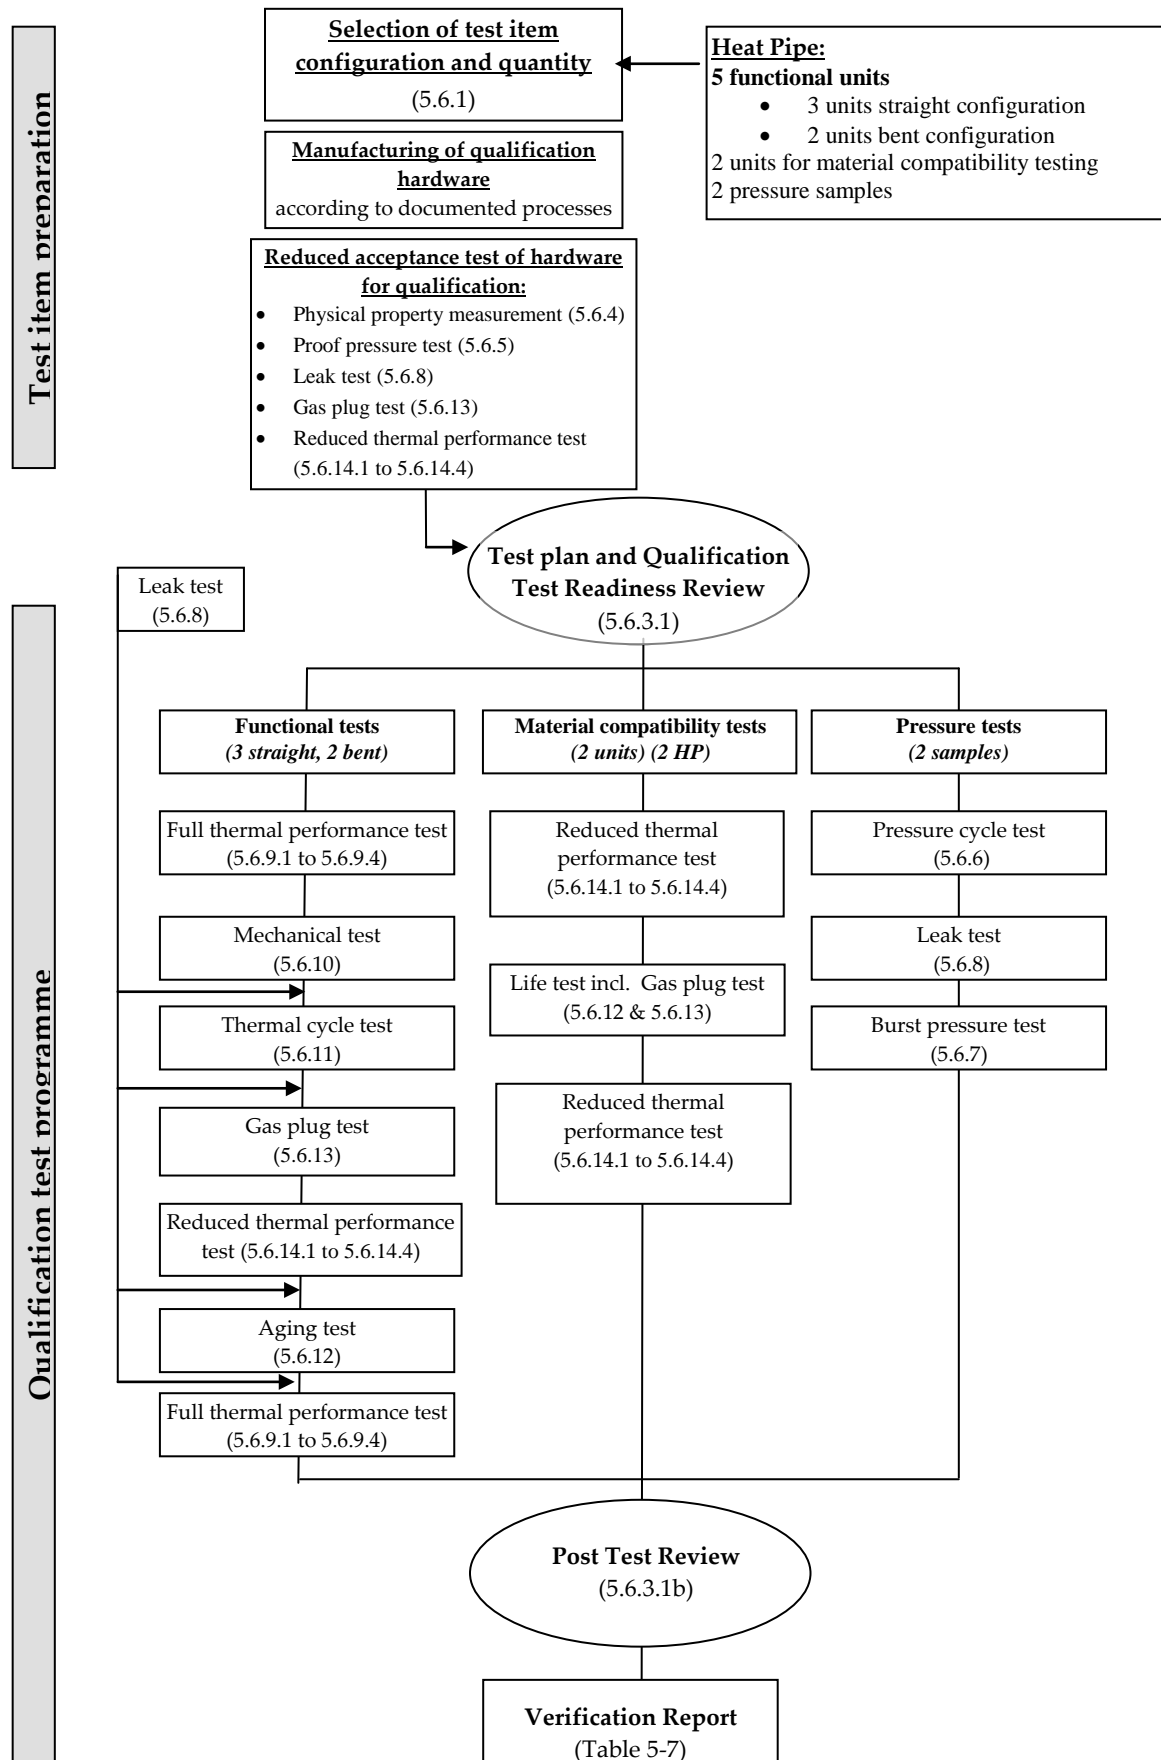 Test item preparation
Selection of test item
configuration and quantity
(5.6.1)
Heat Pipe:
5 functional units
• 3 units straight configuration
• 2 units bent configuration
2 units for material compatibility testing
2 pressure samples
Manufacturing of qualification
hardware
according to documented processes
Reduced acceptance test of hardware
for qualification:
• Physical property measurement (5.6.4)
• Proof pressure test (5.6.5)
• Leak test (5.6.8)
• Gas plug test (5.6.13)
• Reduced thermal performance test
(5.6.14.1 to 5.6.14.4)
Test plan and Qualification
Test Readiness Review
(5.6.3.1)
Qualification test programme
Leak test
(5.6.8)
Functional tests
(3 straight, 2 bent)
Full thermal performance test
(5.6.9.1 to 5.6.9.4)
Mechanical test
(5.6.10)
Thermal cycle test
(5.6.11)
Gas plug test
(5.6.13)
Reduced thermal performance
test (5.6.14.1 to 5.6.14.4)
Aging test
(5.6.12)
Full thermal performance test
(5.6.9.1 to 5.6.9.4)
Material compatibility tests
(2 units) (2 HP)
Reduced thermal
performance test
(5.6.14.1 to 5.6.14.4)
Life test incl. Gas plug test
(5.6.12 & 5.6.13)
Reduced thermal
performance test
(5.6.14.1 to 5.6.14.4)
Pressure tests
(2 samples)
Pressure cycle test
(5.6.6)
Leak test
(5.6.8)
Burst pressure test
(5.6.7)
Post Test Review
(5.6.3.1b)
Verification Report
(Table 5-7)